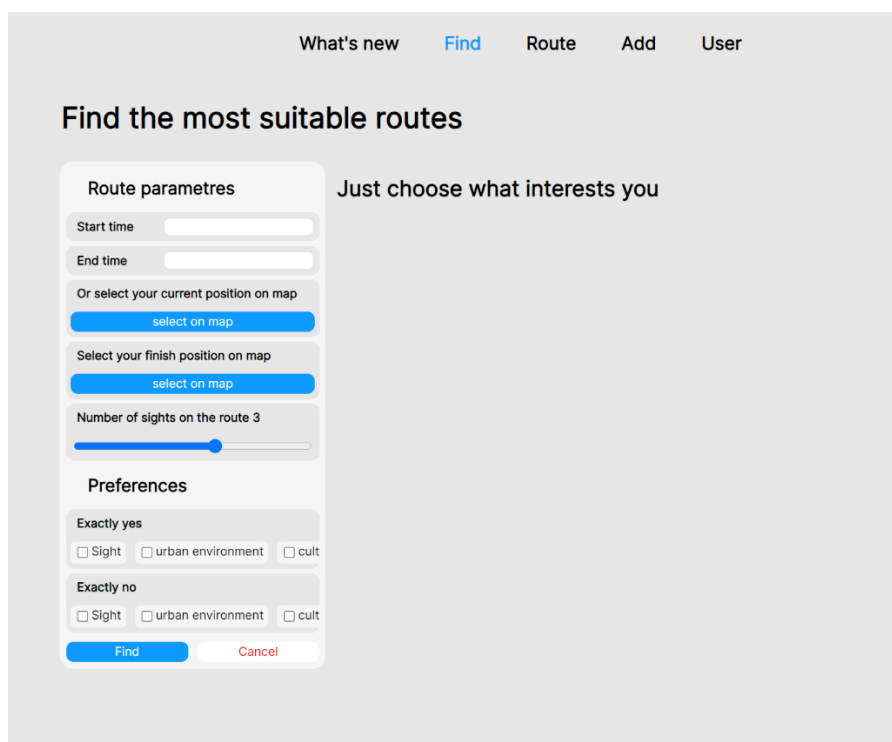 What's new Find Route Add User
Find the most suitable routes
Route parametres
Just choose what interests you
Start time
End time
Or select your current position on map
select on map
Select your finish position on map
select on map
Number of sights on the route 3
Preferences
Exactly yes
Sight urban environment cult
Exactly no
Sight urban environment cult
Find Cancel